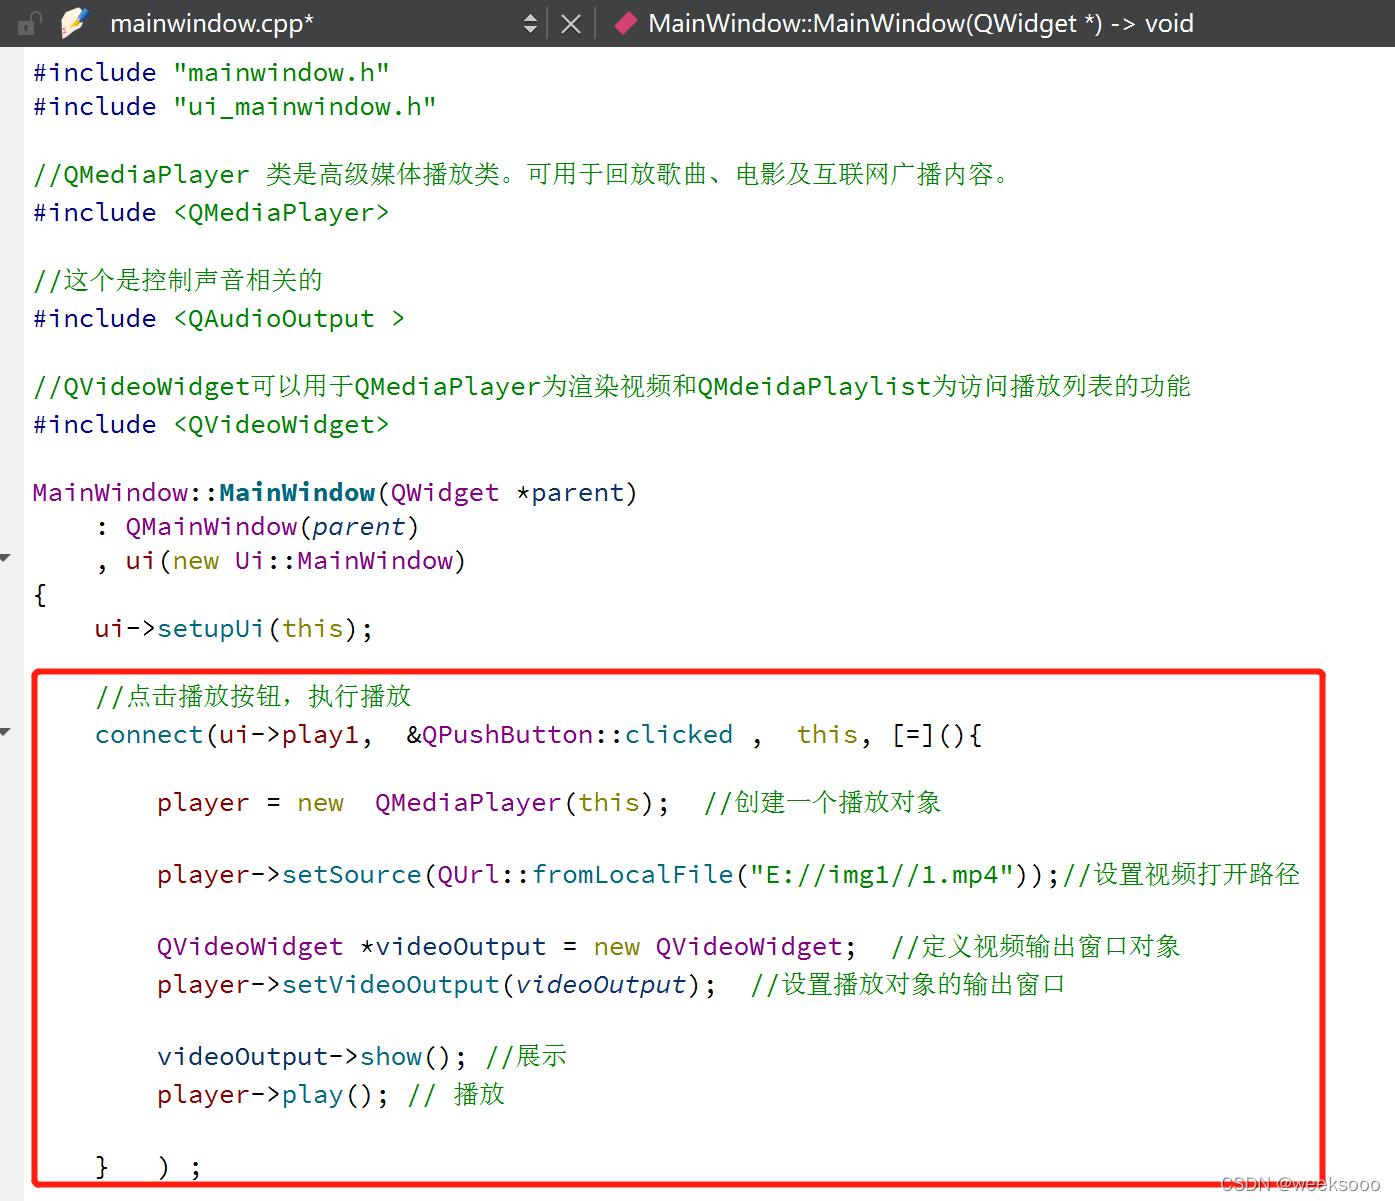 mainwindow.cpp*
MainWindow::MainWindow(QWidget *) -> void
#include "mainwindow.h"
#include "ui_mainwindow.h"
//QMediaPlayer 类是高级媒体播放类。可用于回放歌曲、电影及互联网广播内容。
#include <QMediaPlayer>
//这个是控制声音相关的
#include <QAudioOutput >
//QVideoWidget可以用于QMediaPlayer为渲染视频和QMdeidaPlaylist为访问播放列表的功能
#include <QVideoWidget>
MainWindow::MainWindow(QWidget *parent)
    : QMainWindow(parent)
    , ui(new Ui::MainWindow)
{
    ui->setupUi(this);
    //点击播放按钮，执行播放
    connect(ui->play1,  &QPushButton::clicked ,  this, [=](){
        player = new  QMediaPlayer(this);  //创建一个播放对象
        player->setSource(QUrl::fromLocalFile("E://img1//1.mp4"));//设置视频打开路径
        QVideoWidget *videoOutput = new QVideoWidget;  //定义视频输出窗口对象
        player->setVideoOutput(videoOutput);  //设置播放对象的输出窗口
        videoOutput->show(); //展示
        player->play(); // 播放
    }   ) ;
CSDN @weeksooo